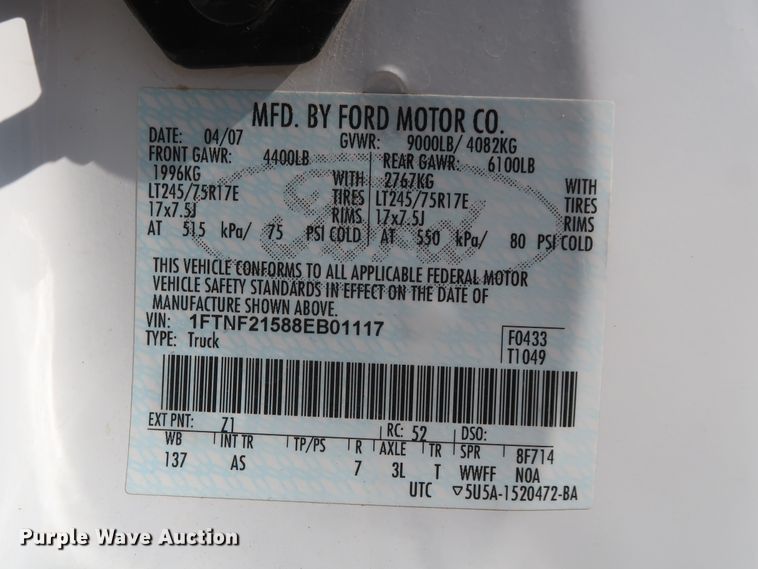 MFD. BY FORD MOTOR CO.
DATE: 04/07 GVWR: 9000LB/ 4082KG
FRONT GAWR: 4400LB REAR GAWR: 6100LB
1996KG WITH 2767KG WITH
LT245/75R17E TIRES LT245/75R17E TIRES
17x7.5J RIMS 17x7.5J RIMS
AT 515 kPa/ 75 PSI COLD AT 550 kPa/ 80 PSI COLD
Ford
THIS VEHICLE CONFORMS TO ALL APPLICABLE FEDERAL MOTOR
VEHICLE SAFETY STANDARDS IN EFFECT ON THE DATE OF
MANUFACTURE SHOWN ABOVE.
VIN: 1FTNF21588EB01117 F0433
TYPE: Truck T1049
EXT PNT: Z1 RC: 52 DSO:
WB INT TR TP/PS R AXLE TR SPR 8F714
137 AS 7 3L T WWFF NOA
UTC ▽5U5A-1520472-BA
Purple Wave Auction